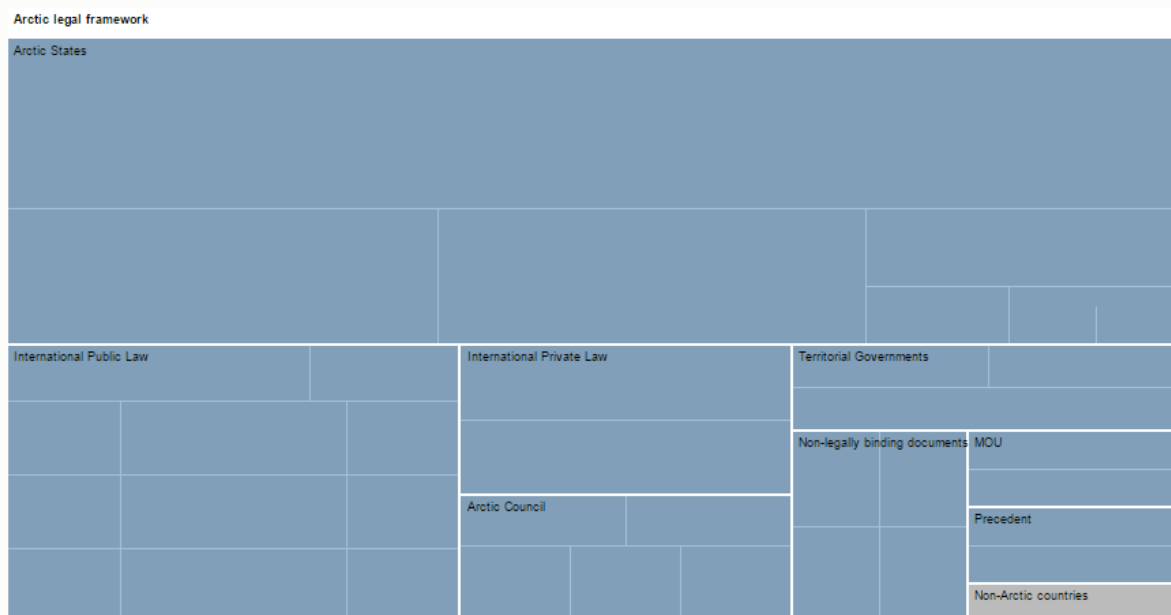 Arctic legal framework
Arctic States
International Public Law
International Private Law
Territorial Governments
Non-legally binding documents
MOU
Arctic Council
Precedent
Non-Arctic countries